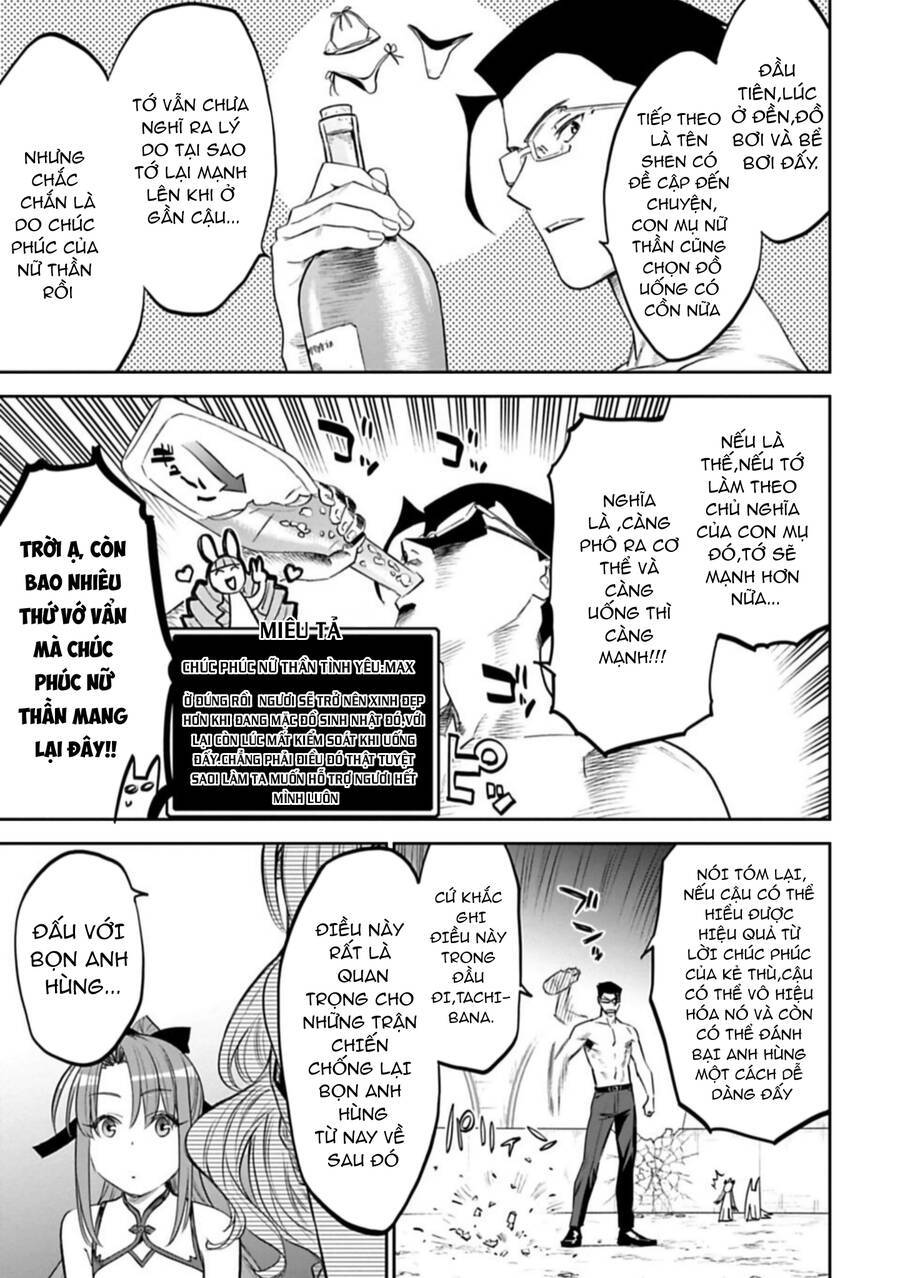 ĐẦU
TIÊN,LÚC
Ở ĐỀN,ĐỒ
BƠI VÀ BỂ
BƠI ĐẤY.
TIẾP THEO
LÀ TÊN
SHEN CÓ
ĐỀ CẬP ĐẾN
CHUYỆN,
CON MỤ NỮ
THẦN CŨNG
CHỌN ĐỒ
UỐNG CÓ
CỒN NỮA
TỚ VẪN CHƯA
NGHĨ RA LÝ
DO TẠI SAO
TỚ LẠI MẠNH
LÊN KHI Ở
GẦN CẬU...
NHƯNG
CHẮC
CHẮN LÀ
DO CHÚC
PHÚC CỦA
NỮ THẦN
RỒI
NẾU LÀ
THẾ,NẾU TỚ
LÀM THEO
CHỦ NGHĨA
CỦA CON MỤ
ĐÓ,TỚ SẼ
MẠNH HƠN
NỮA...
NGHĨA
LÀ ,CÀNG
PHÔ RA CƠ
THỂ VÀ
CÀNG
UỐNG THÌ
CÀNG
MẠNH!!!
ゴク
ゴク
ピロピロ
MIÊU TẢ
CHÚC PHÚC NỮ THẦN TÌNH YÊU:MAX
Ờ ĐÚNG RỒI NGƯƠI SẼ TRỞ NÊN XINH ĐẸP
HƠN KHI ĐANG MẶC ĐỒ SINH NHẬT ĐÓ,VỚI
LẠI CÒN LÚC MẤT KIỂM SOÁT KHI UỐNG
ĐẤY.CHẲNG PHẢI ĐIỀU ĐÓ THẬT TUYỆT
SAO! LÀM TA MUỐN HỖ TRỢ NGƯƠI HẾT
MÌNH LUÔN
TRỜI Ạ, CÒN
BAO NHIÊU
THỨ VỚ VẨN
MÀ CHÚC
PHÚC NỮ
THẦN MANG
LẠI ĐÂY!!
NÓI TÓM LẠI,
NẾU CẬU CÓ THỂ
HIỂU ĐƯỢC
HIỆU QUẢ TỪ
LỜI CHÚC PHÚC
CỦA KẺ THÙ,CẬU
CÓ THỂ VÔ HIỆU
HÓA NÓ VÀ CÒN
CÓ THỂ ĐÁNH
BẠI ANH HÙNG
MỘT CÁCH DỄ
DÀNG ĐẤY
CỨ KHẮC
GHI ĐIỀU
NÀY TRONG
ĐẦU
ĐI,TACHI-
BANA.
ĐIỀU NÀY
RẤT LÀ
QUAN
TRỌNG CHO
NHỮNG TRẬN
CHIẾN
CHỐNG LẠI
BỌN ANH
HÙNG
TỪ NAY VỀ
SAU ĐÓ
ĐẤU VỚI
BỌN ANH
HÙNG...